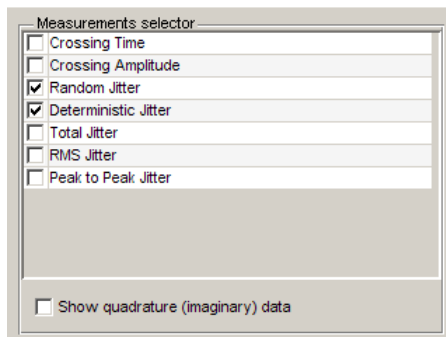 Measurements selector
Crossing Time
Crossing Amplitude
Random Jitter
Deterministic Jitter
Total Jitter
RMS Jitter
Peak to Peak Jitter
Show quadrature (imaginary) data